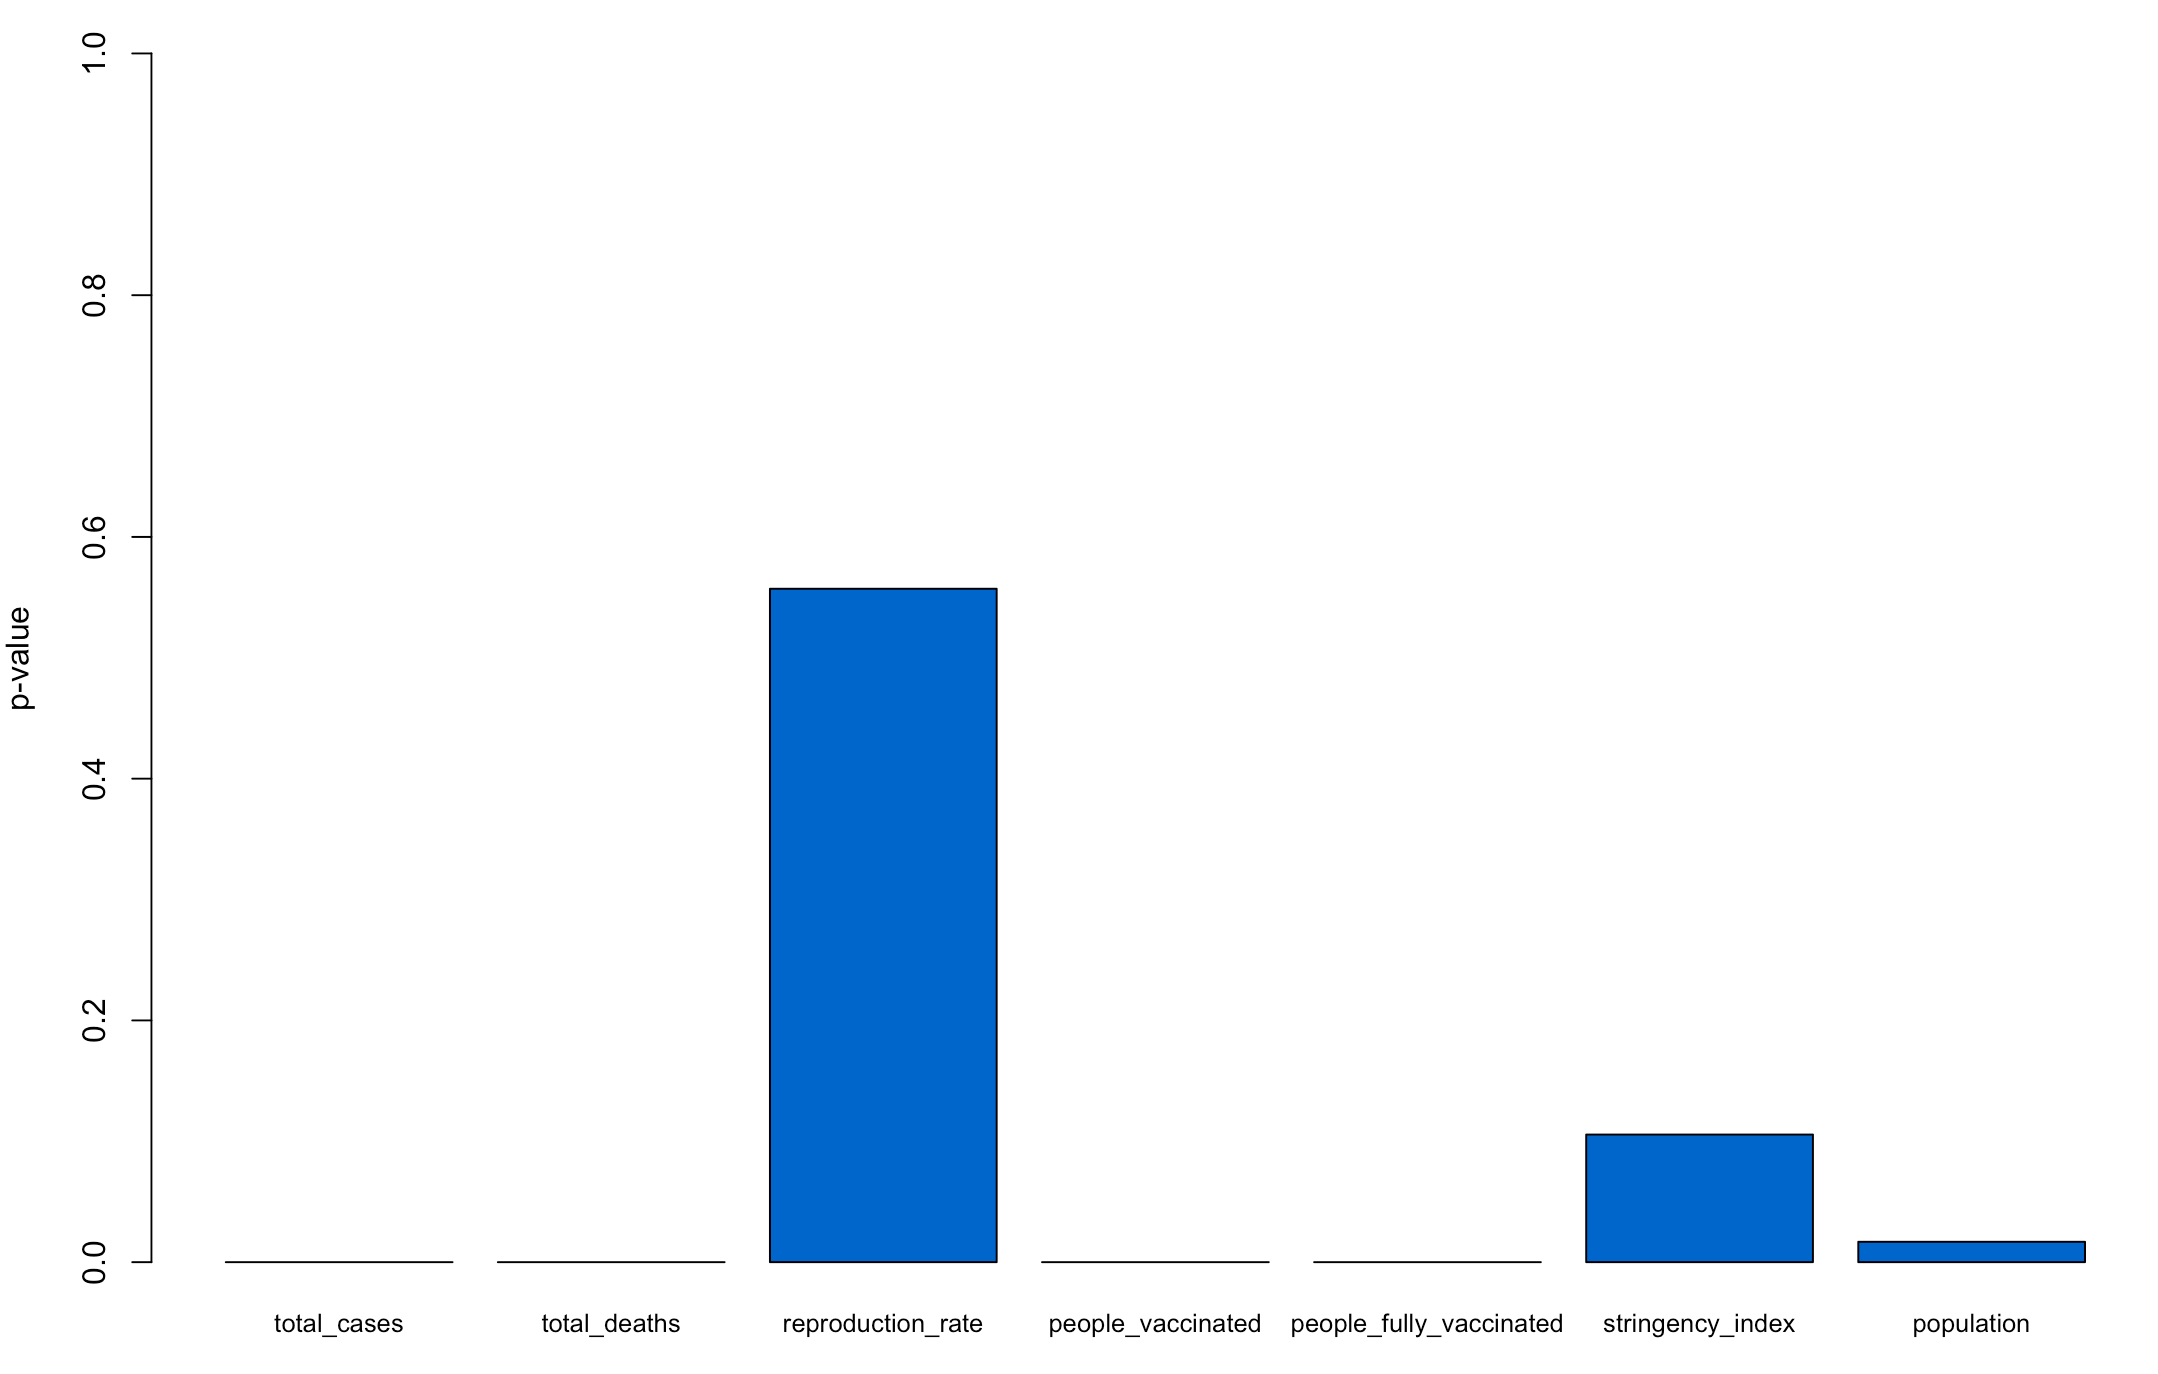 p-value
1.0
0.8
0.6
0.4
0.2
0.0
total_cases
total_deaths
reproduction_rate
people_vaccinated
people_fully_vaccinated
stringency_index
population